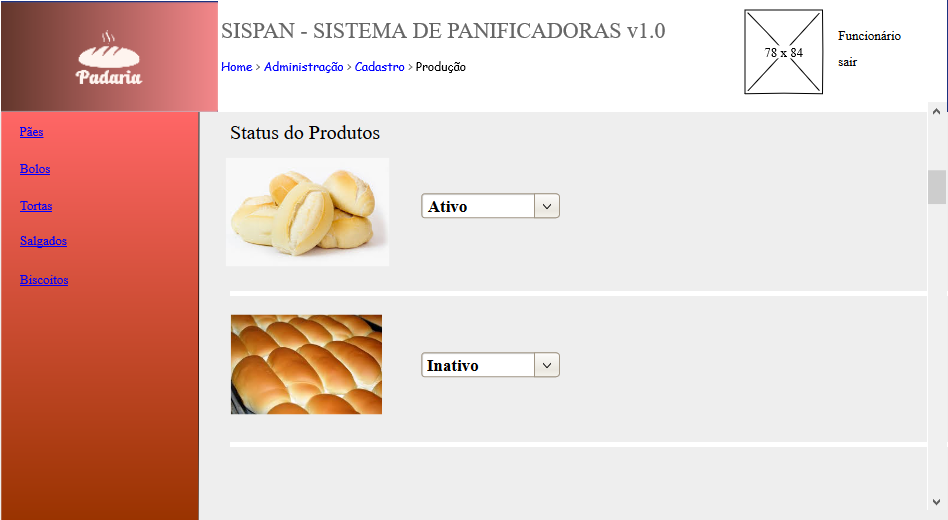 Padaria
SISPAN - SISTEMA DE PANIFICADORAS v1.0
Home > Administração > Cadastro > Produção
78 x 84
Funcionário
sair
Pães
Bolos
Tortas
Salgados
Biscoitos
Status do Produtos
Ativo
Inativo